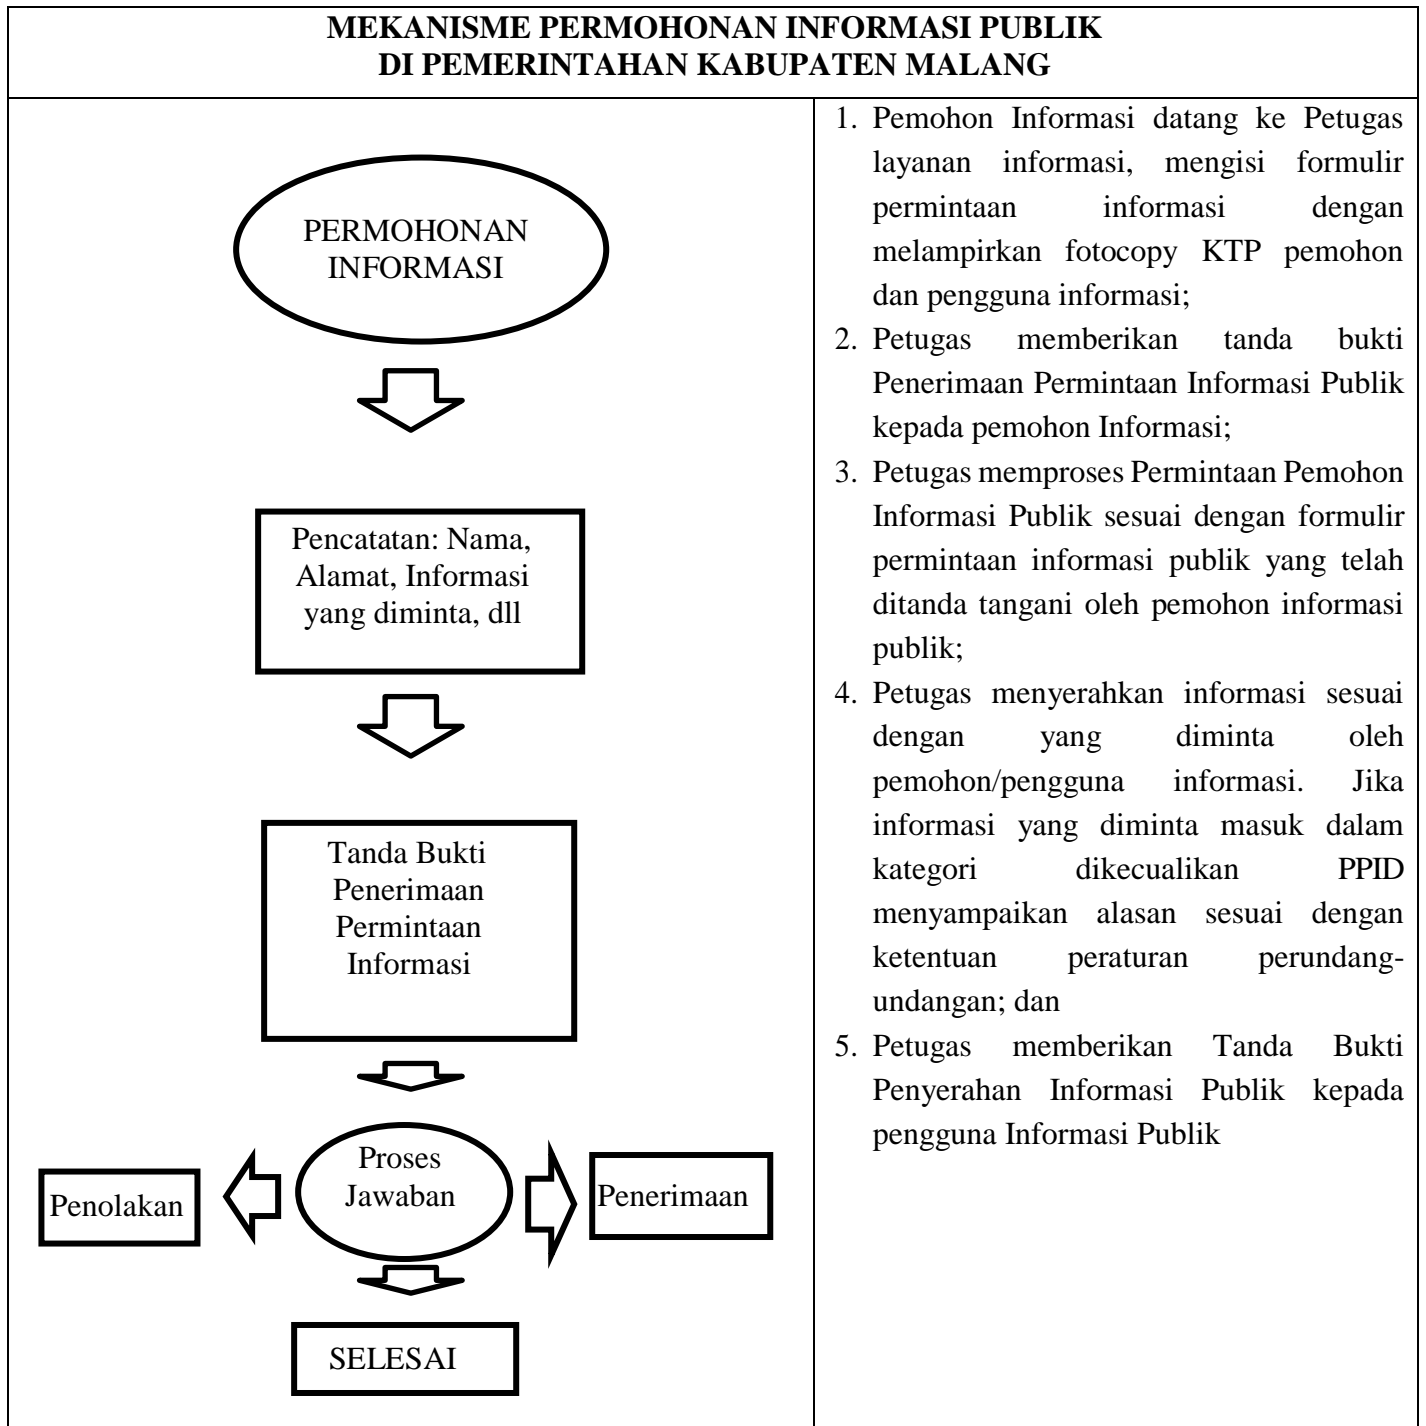 MEKANISME PERMOHONAN INFORMASI PUBLIK
DI PEMERINTAHAN KABUPATEN MALANG
PERMOHONAN
INFORMASI
Pencatatan: Nama,
Alamat, Informasi
yang diminta, dll
Tanda Bukti
Penerimaan
Permintaan
Informasi
Proses
Jawaban
Penolakan
Penerimaan
SELESAI
1. Pemohon Informasi datang ke Petugas
layanan informasi, mengisi formulir
permintaan informasi dengan
melampirkan fotocopy KTP pemohon
dan pengguna informasi;
2. Petugas memberikan tanda bukti
Penerimaan Permintaan Informasi Publik
kepada pemohon Informasi;
3. Petugas memproses Permintaan Pemohon
Informasi Publik sesuai dengan formulir
permintaan informasi publik yang telah
ditanda tangani oleh pemohon informasi
publik;
4. Petugas menyerahkan informasi sesuai
dengan yang diminta oleh
pemohon/pengguna informasi. Jika
informasi yang diminta masuk dalam
kategori dikecualikan PPID
menyampaikan alasan sesuai dengan
ketentuan peraturan perundang-
undangan; dan
5. Petugas memberikan Tanda Bukti
Penyerahan Informasi Publik kepada
pengguna Informasi Publik